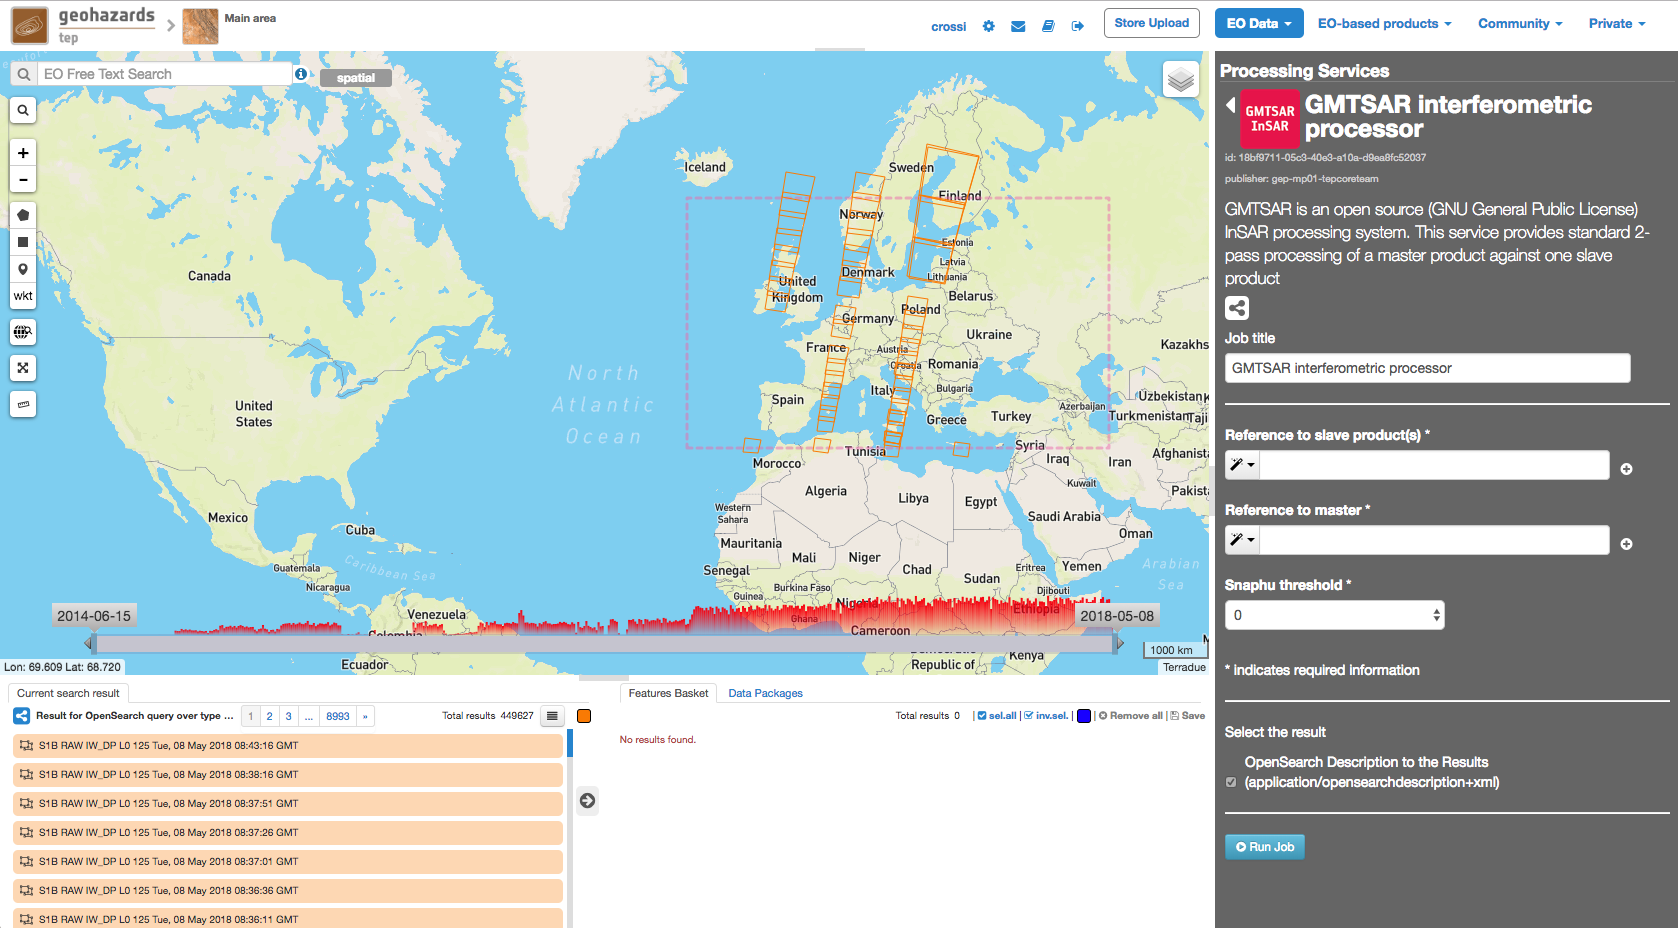 geohazards
tep
Main area
crossi
Store Upload
EO Data
EO-based products
Community
Private
EO Free Text Search
spatial
+
−
wkt
Iceland
Sweden
Finland
Norway
Estonia
Latvia
Lithuania
Denmark
United
Kingdom
Belarus
Poland
Germany
Ukraine
France
Austria
Kazakhs
Croatia
Romania
Italy
Bulgaria
Spain
Greece
Turkey
Azerbaijan
Uzbekistan
Turkmenistan
Taji
Syria
Tunisia
Morocco
Iraq
Iran
Afghanist
Kuwait
Pakist
Algeria
Libya
Egypt
Western
Sahara
Saudi Arabia
Oman
Mauritania
Mali
Niger
Chad
Sudan
Eritrea
Yemen
Arabian
Sea
Senegal
Burkina Faso
Guinea
Nigeria
Djibouti
Ghana
Ethiopia
Cameroon
Democratic
Republic of
Kenya
Canada
United
States
North
Atlantic
Ocean
Mexico
Cuba
Caribbean Sea
Guatemala
Nicaragua
Venezuela
Colombia
Ecuador
2014-06-15
2018-05-08
1000 km
Lon: 69.609 Lat: 68.720
Terradue
Current search result
Result for OpenSearch query over type ...
1 2 3 ... 8993 »
Total results 449627
S1B RAW IW_DP L0 125 Tue, 08 May 2018 08:43:16 GMT
S1B RAW IW_DP L0 125 Tue, 08 May 2018 08:38:16 GMT
S1B RAW IW_DP L0 125 Tue, 08 May 2018 08:37:51 GMT
S1B RAW IW_DP L0 125 Tue, 08 May 2018 08:37:26 GMT
S1B RAW IW_DP L0 125 Tue, 08 May 2018 08:37:01 GMT
S1B RAW IW_DP L0 125 Tue, 08 May 2018 08:36:36 GMT
S1B RAW IW_DP L0 125 Tue, 08 May 2018 08:36:11 GMT
Features Basket
Data Packages
Total results 0 | sel.all | inv.sel. | | Remove all | Save
No results found.
Processing Services
GMTSAR
InSAR
GMTSAR interferometric
processor
id: 18bf9711-05c3-40e3-a10a-d9ea8fc52037
publisher: gep-mp01-tepcoreteam
GMTSAR is an open source (GNU General Public License)
InSAR processing system. This service provides standard 2-
pass processing of a master product against one slave
product
Job title
GMTSAR interferometric processor
Reference to slave product(s) *
Reference to master *
Snaphu threshold *
0
* indicates required information
Select the result
OpenSearch Description to the Results
(application/opensearchdescription+xml)
Run Job